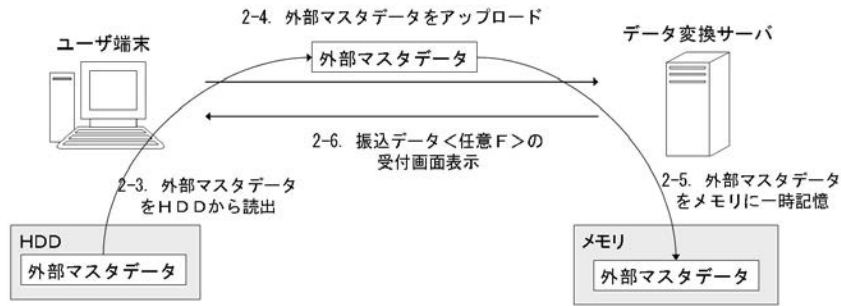 2-4. 外部マスタデータをアップロード
ユーザ端末
外部マスタデータ
データ変換サーバ
2-6. 振込データ<任意F>の
受付画面表示
2-3. 外部マスタデータ
をHDDから読出
2-5. 外部マスタデータ
をメモリに一時記憶
HDD
外部マスタデータ
メモリ
外部マスタデータ